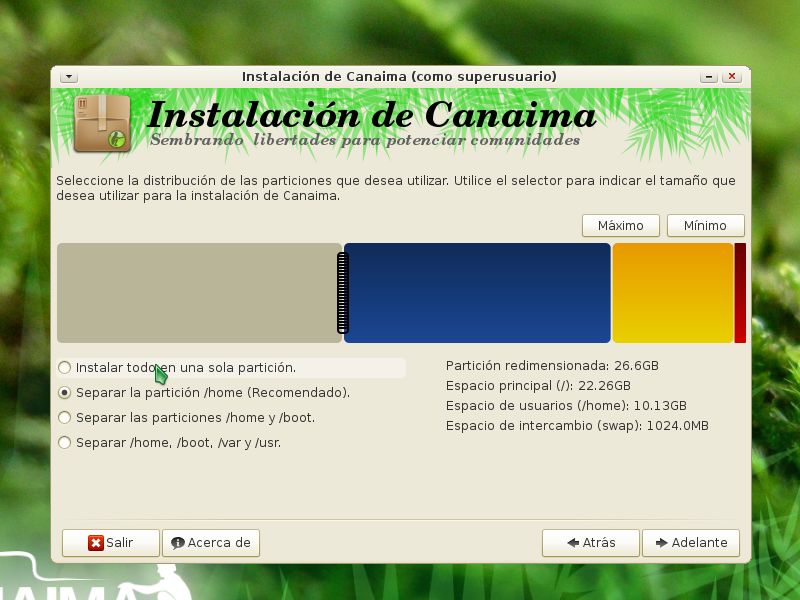 Instalación de Canaima (como superusuario)
Instalación de Canaima
Sembrando libertades para potenciar comunidades
Seleccione la distribución de las particiones que desea utilizar. Utilice el selector para indicar el tamaño que
desea utilizar para la instalación de Canaima.
Máximo
Mínimo
Instalar todo en una sola partición.
Separar la partición /home (Recomendado).
Separar las particiones /home y /boot.
Separar /home, /boot, /var y /usr.
Partición redimensionada: 26.6GB
Espacio principal (/): 22.26GB
Espacio de usuarios (/home): 10.13GB
Espacio de intercambio (swap): 1024.0MB
Salir
Acerca de
Atrás
Adelante